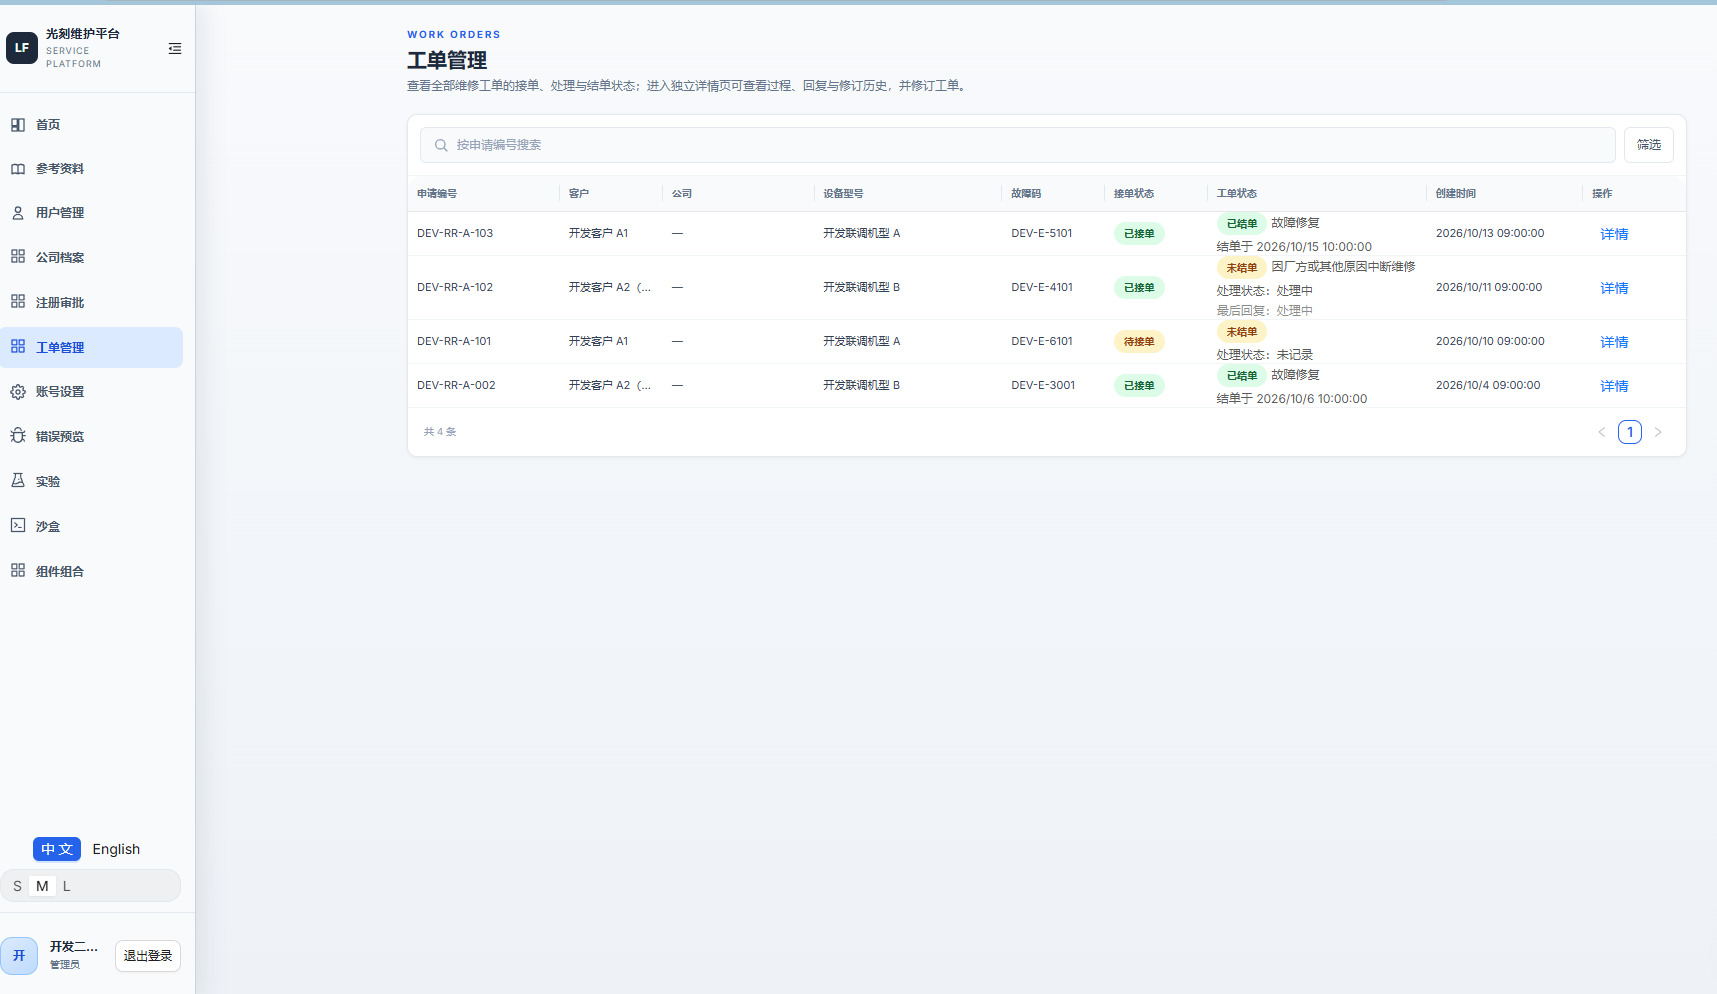 LF
光刻维护平台
SERVICE
PLATFORM
首页
参考资料
用户管理
公司档案
注册审批
工单管理
账号设置
错误预览
实验
沙盒
组件组合
中 文 English
S M L
开
开发二...
管理员
退出登录
WORK ORDERS
工单管理
查看全部维修工单的接单、处理与结单状态；进入独立详情页可查看过程、回复与修订历史，并修订工单。
按申请编号搜索
筛选
申请编号 客户 公司 设备型号 故障码 接单状态 工单状态 创建时间 操作
DEV-RR-A-103 开发客户 A1 — 开发联调机型 A DEV-E-5101 已接单 已结单 故障修复 2026/10/13 09:00:00 详情
结单于 2026/10/15 10:00:00
DEV-RR-A-102 开发客户 A2（... — 开发联调机型 B DEV-E-4101 已接单 未结单 因厂方或其他原因中断维修 2026/10/11 09:00:00 详情
处理状态：处理中
最后回复：处理中
DEV-RR-A-101 开发客户 A1 — 开发联调机型 A DEV-E-6101 待接单 未结单 2026/10/10 09:00:00 详情
处理状态：未记录
DEV-RR-A-002 开发客户 A2（... — 开发联调机型 B DEV-E-3001 已接单 已结单 故障修复 2026/10/4 09:00:00 详情
结单于 2026/10/6 10:00:00
共 4 条
< 1 >